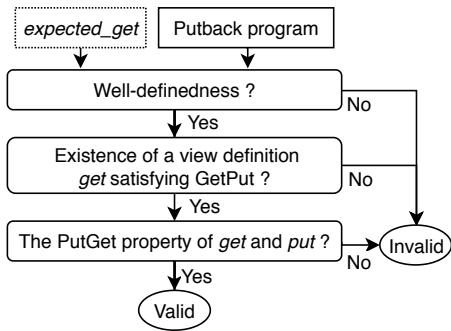 expected_get
Putback program
Well-definedness ?
No
Yes
Existence of a view definition
get satisfying GetPut ?
No
Yes
The PutGet property of get and put ?
Invalid
No
Yes
Valid